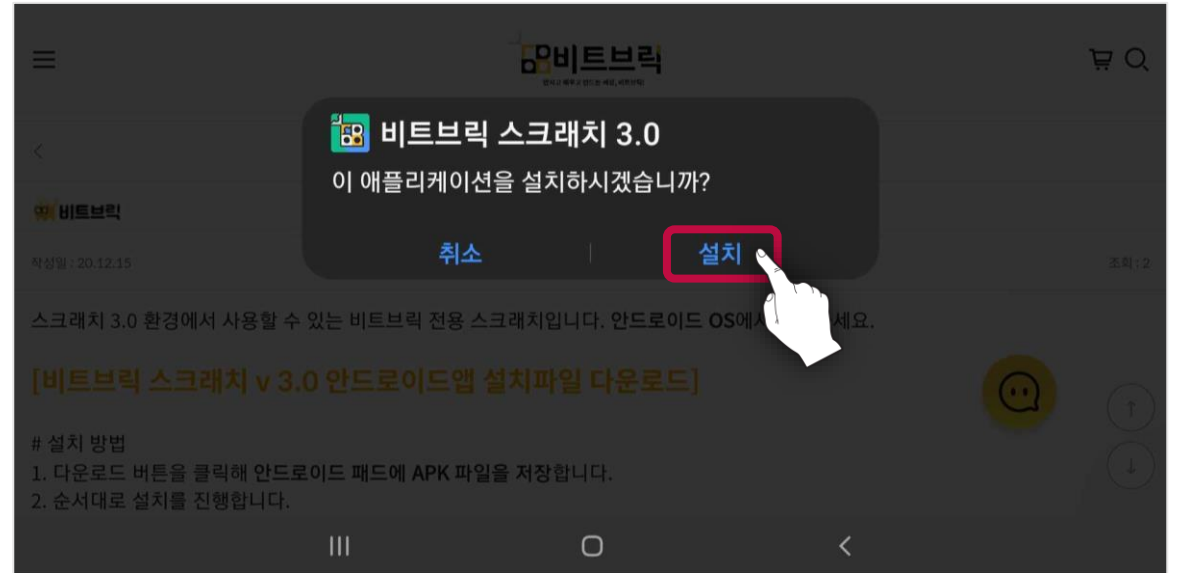 비트브릭
비트브릭 스크래치 3.0
이 애플리케이션을 설치하시겠습니까?
취소
설치
비트브릭
작성일 : 20.12.15
조회 : 2
스크래치 3.0 환경에서 사용할 수 있는 비트브릭 전용 스크래치입니다. 안드로이드 OS에 세요.
[비트브릭 스크래치 v 3.0 안드로이드앱 설치파일 다운로드]
# 설치 방법
1. 다운로드 버튼을 클릭해 안드로이드 패드에 APK 파일을 저장합니다.
2. 순서대로 설치를 진행합니다.